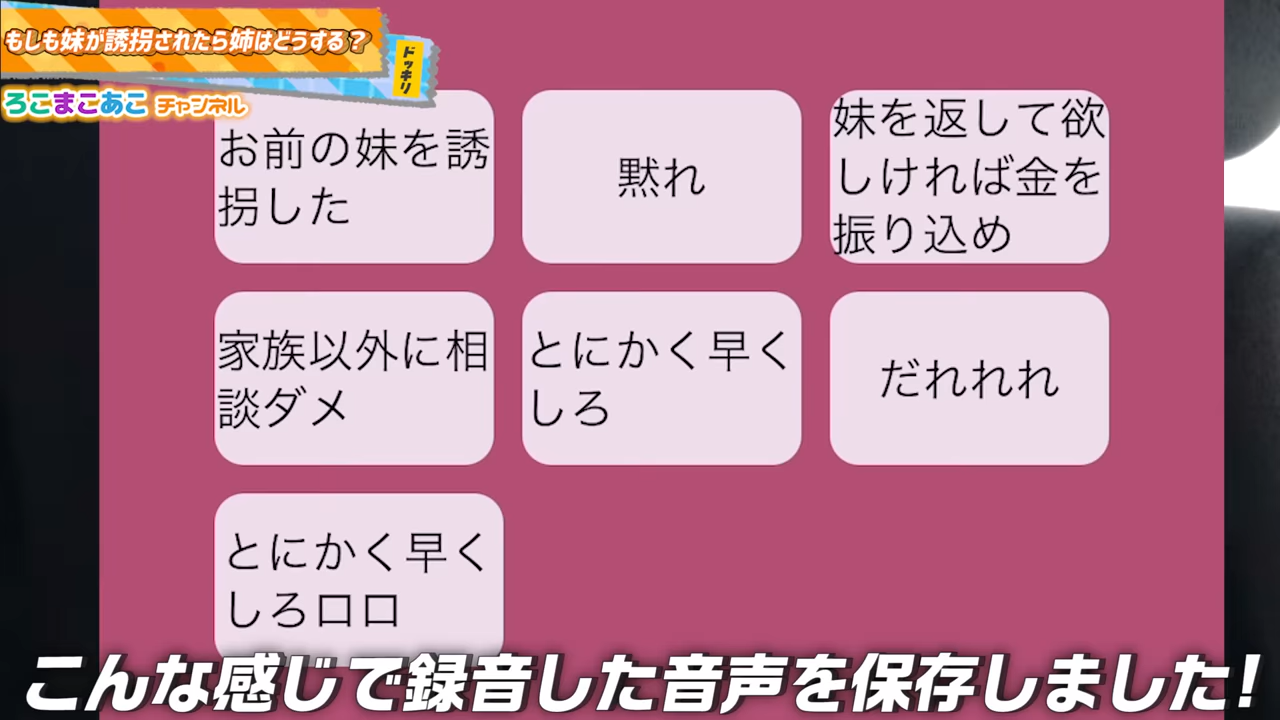 もしも妹が誘拐されたら姉はどうする？
ドッキリ
ろこまこあこ チャンネル
お前の妹を誘
拐した
黙れ
妹を返して欲
しければ金を
振り込め
家族以外に相
談ダメ
とにかく早く
しろ
だれれれ
とにかく早く
しろロロ
こんな感じで録音した音声を保存しました!